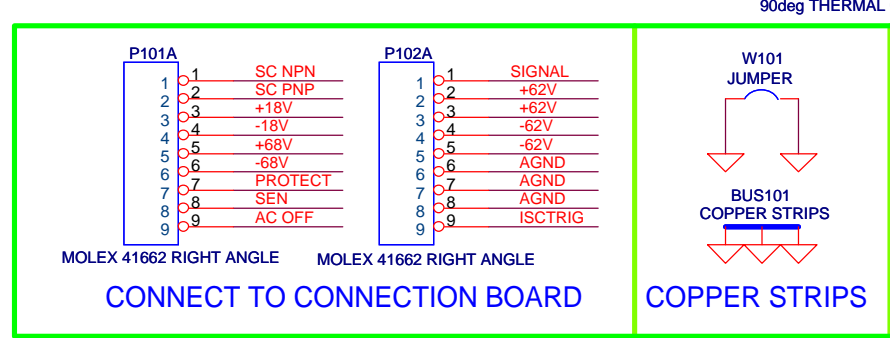 90deg THERMAL
P101A
1 1 SC NPN
2 2 SC PNP
3 3 +18V
4 4 -18V
5 5 +68V
6 6 -68V
7 7 PROTECT
8 8 SEN
9 9 AC OFF
MOLEX 41662 RIGHT ANGLE
P102A
1 1 SIGNAL
2 2 +62V
3 3 +62V
4 4 -62V
5 5 -62V
6 6 AGND
7 7 AGND
8 8 AGND
9 9 ISCTRIG
MOLEX 41662 RIGHT ANGLE
CONNECT TO CONNECTION BOARD
W101
JUMPER
BUS101
COPPER STRIPS
COPPER STRIPS